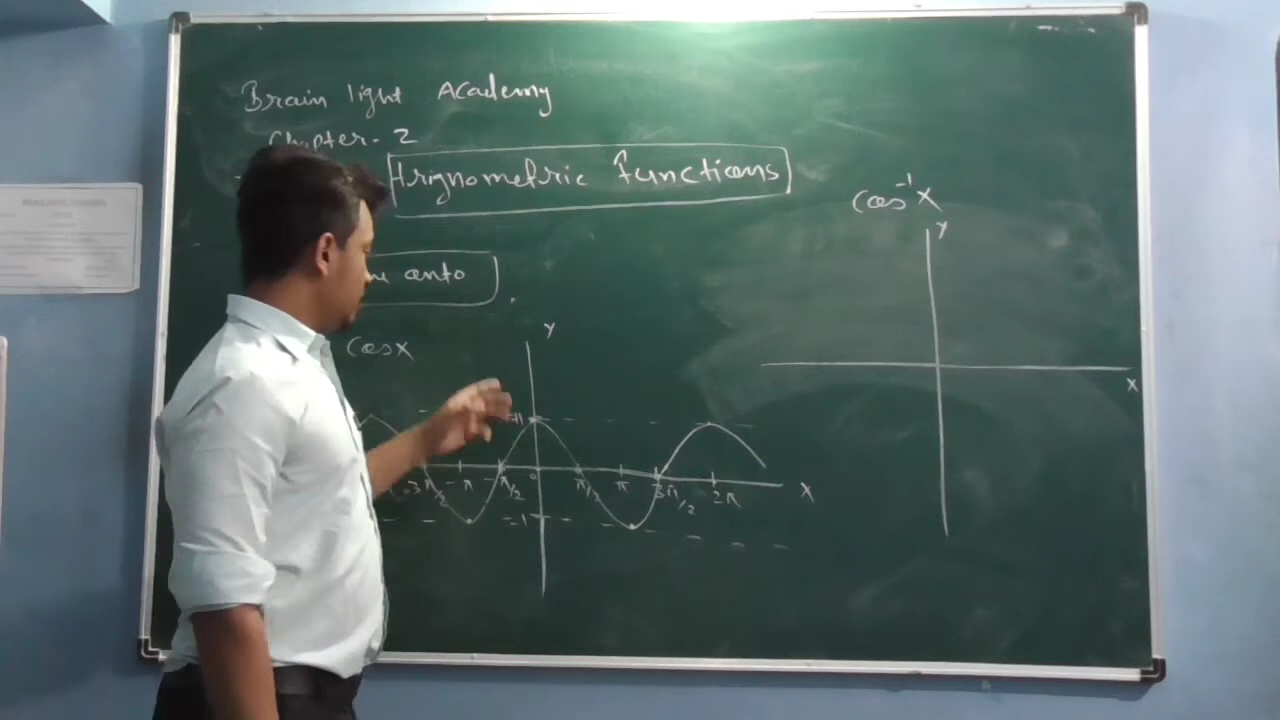 Brain light Academy
Chapter-2
trignometric functions
onto
cosx
cos⁻¹x
y
x
y
+1
-3π/2 -π -π/2 0 π/2 π 3π/2 2π
x
-1